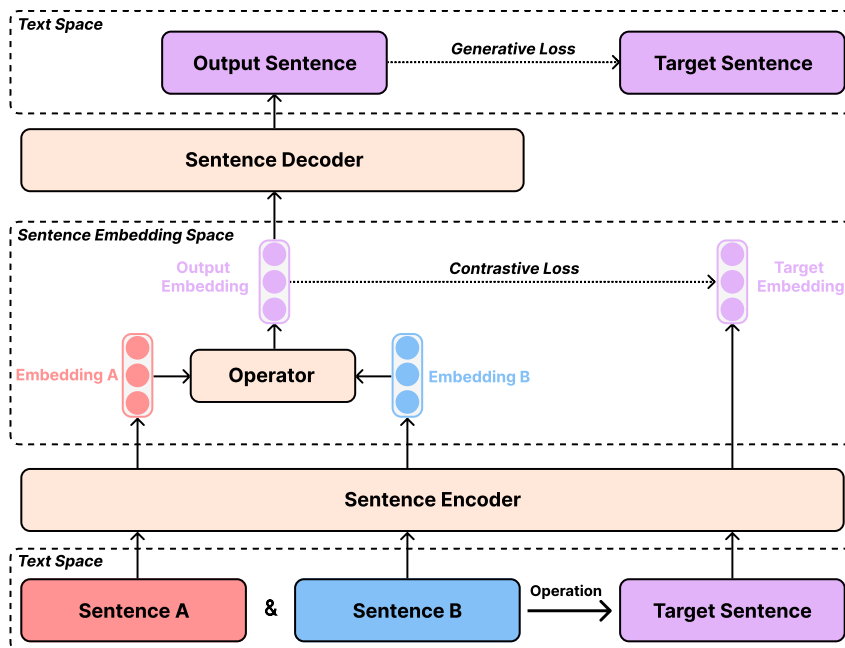 Text Space
Output Sentence
Generative Loss
Target Sentence
Sentence Decoder
Sentence Embedding Space
Output
Embedding
Contrastive Loss
Target
Embedding
Embedding A
Operator
Embedding B
Sentence Encoder
Text Space
Sentence A
&
Sentence B
Operation
Target Sentence